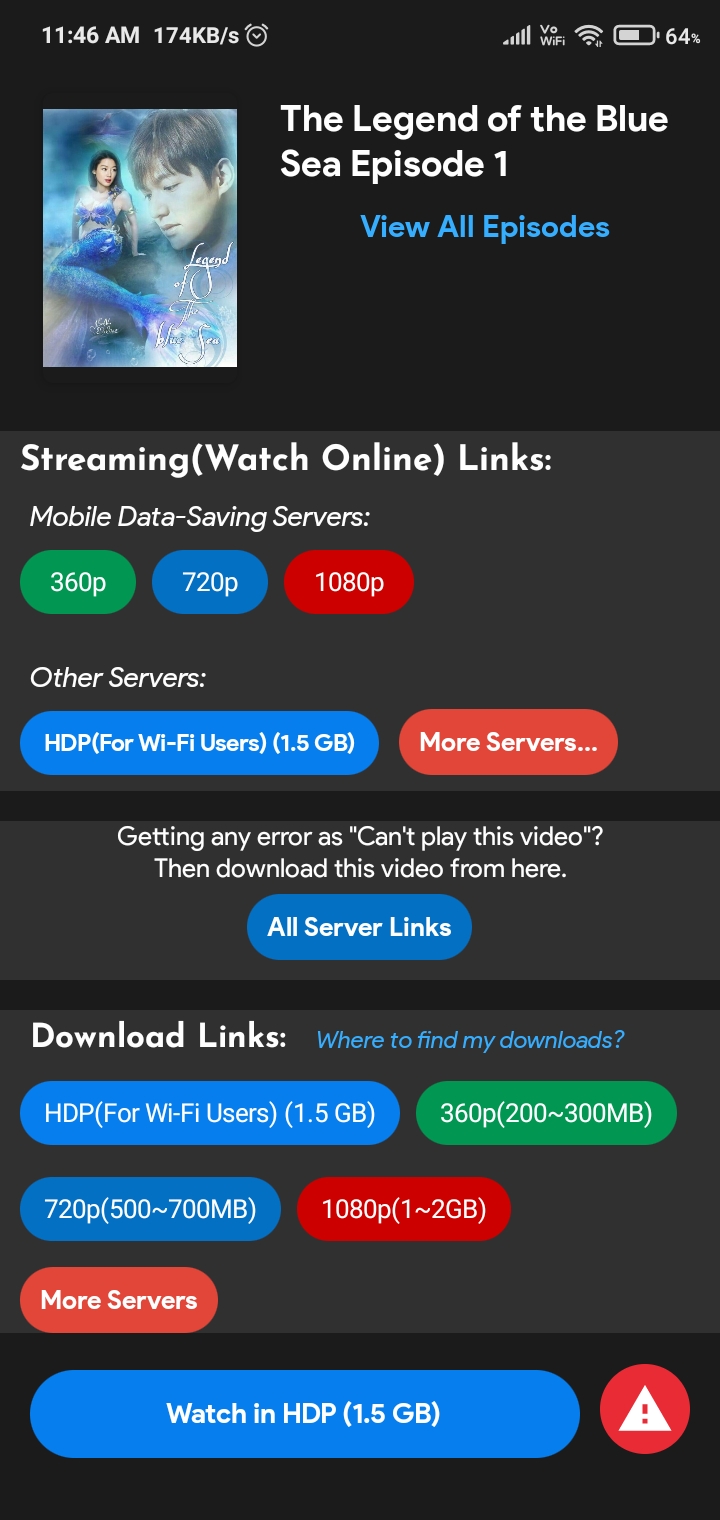 11:46 AM 174KB/s
Vo
WiFi
64%
The Legend of the Blue
Sea Episode 1
View All Episodes
Legend
of
The
blue Sea
Streaming(Watch Online) Links:
Mobile Data-Saving Servers:
360p 720p 1080p
Other Servers:
HDP(For Wi-Fi Users) (1.5 GB) More Servers...
Getting any error as "Can't play this video"?
Then download this video from here.
All Server Links
Download Links: Where to find my downloads?
HDP(For Wi-Fi Users) (1.5 GB) 360p(200~300MB)
720p(500~700MB) 1080p(1~2GB)
More Servers
Watch in HDP (1.5 GB)